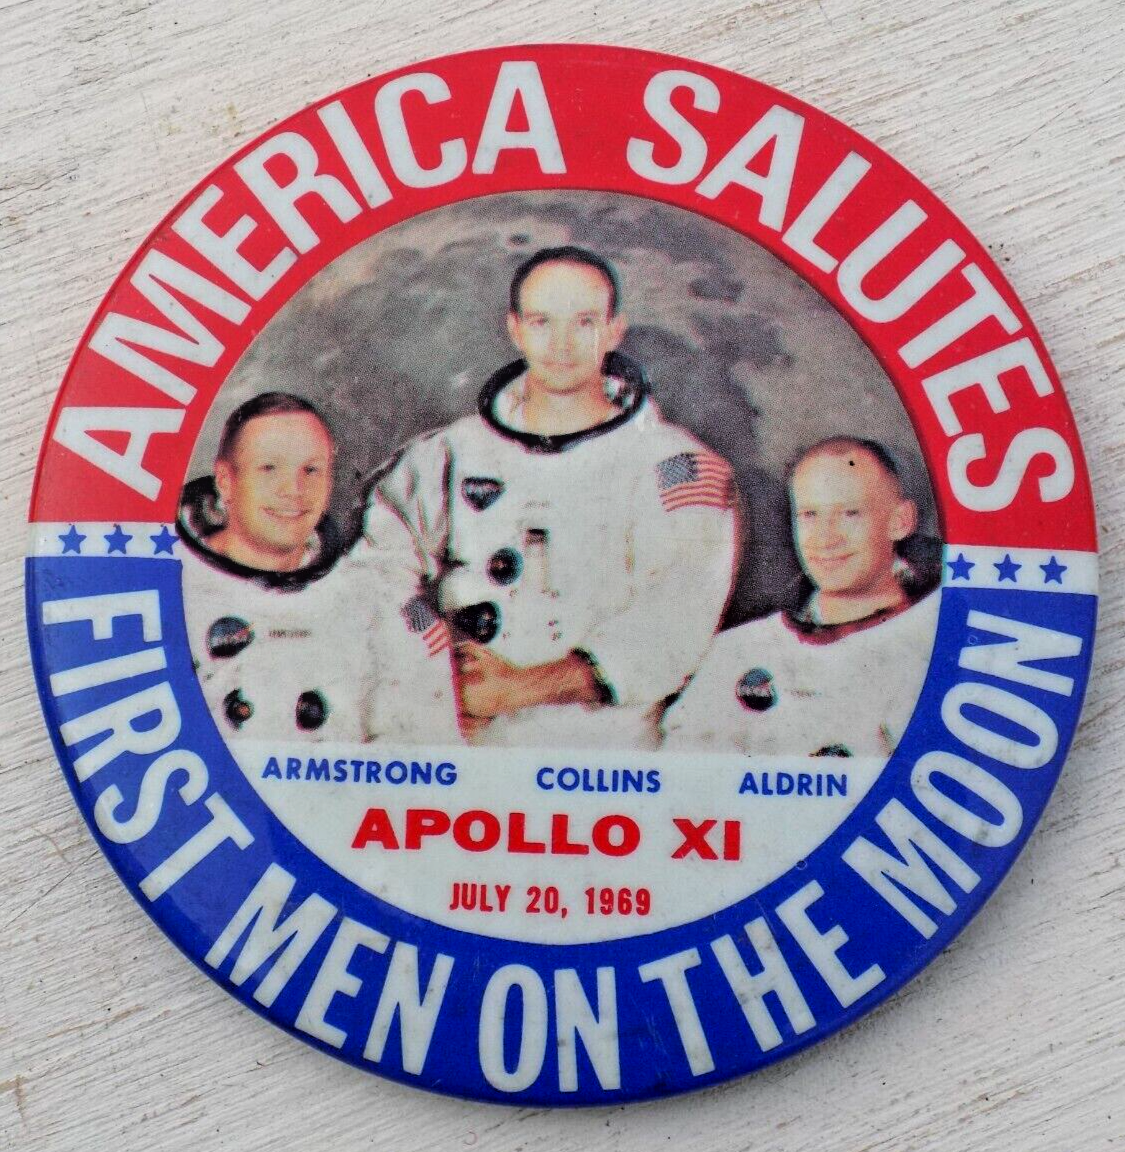 AMERICA SALUTES
ARMSTRONG COLLINS ALDRIN
APOLLO XI
JULY 20, 1969
FIRST MEN ON THE MOON